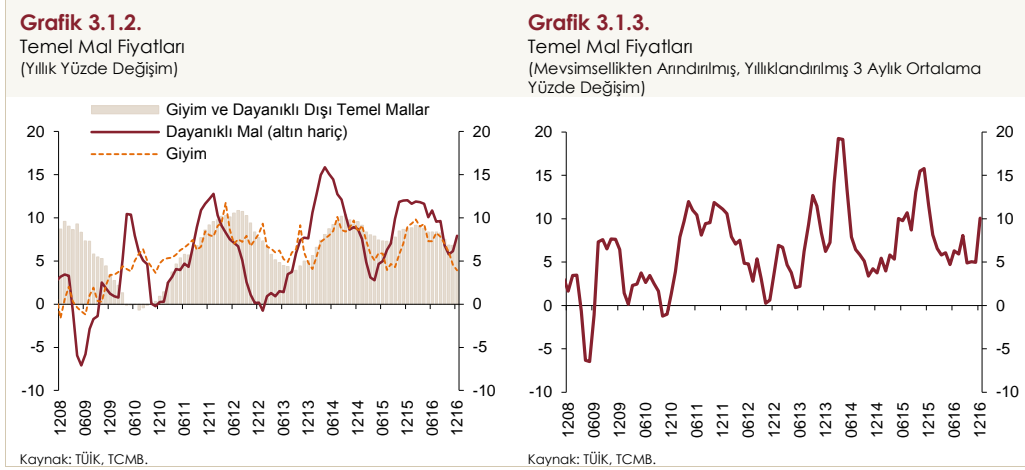 Grafik 3.1.2.
Temel Mal Fiyatları
(Yıllık Yüzde Değişim)
Giyim ve Dayanıklı Dışı Temel Mallar
Dayanıklı Mal (altın hariç)
Giyim
20 20
15 15
10 10
5 5
0 0
-5 -5
-10 -10
1208 0609 1209 0610 1210 0611 1211 0612 1212 0613 1213 0614 1214 0615 1215 0616 1216
Kaynak: TÜİK, TCMB.
Grafik 3.1.3.
Temel Mal Fiyatları
(Mevsimsellikten Arındırılmış, Yıllıklandırılmış 3 Aylık Ortalama
Yüzde Değişim)
20 20
15 15
10 10
5 5
0 0
-5 -5
-10 -10
1208 0609 1209 0610 1210 0611 1211 0612 1212 0613 1213 0614 1214 0615 1215 0616 1216
Kaynak: TÜİK, TCMB.